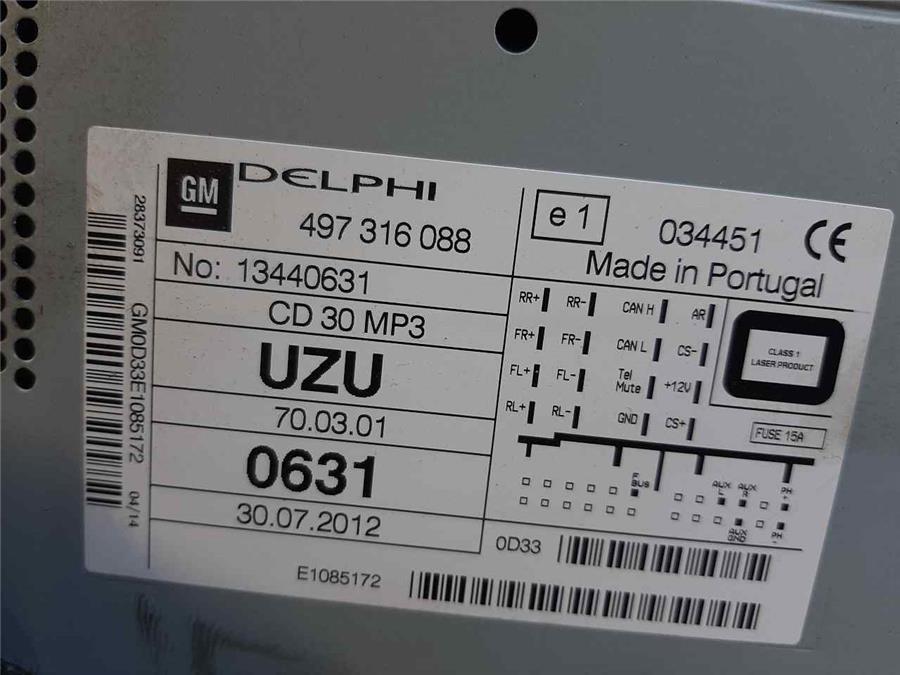 GM DELPHI
497 316 088
No: 13440631
CD 30 MP3
UZU
70.03.01
0631
30.07.2012
28373091
GM0D33E1085172 04/14
e1 034451 CE
Made in Portugal
RR+ RR- CAN H AR
FR+ FR- CAN L CS-
FL+ FL- Tel Mute +12V
RL+ RL- GND CS+
CLASS 1
LASER PRODUCT
FUSE 15A
F BUS
AUX L
AUX R
PH +
AUX GND
PH -
0D33
E1085172